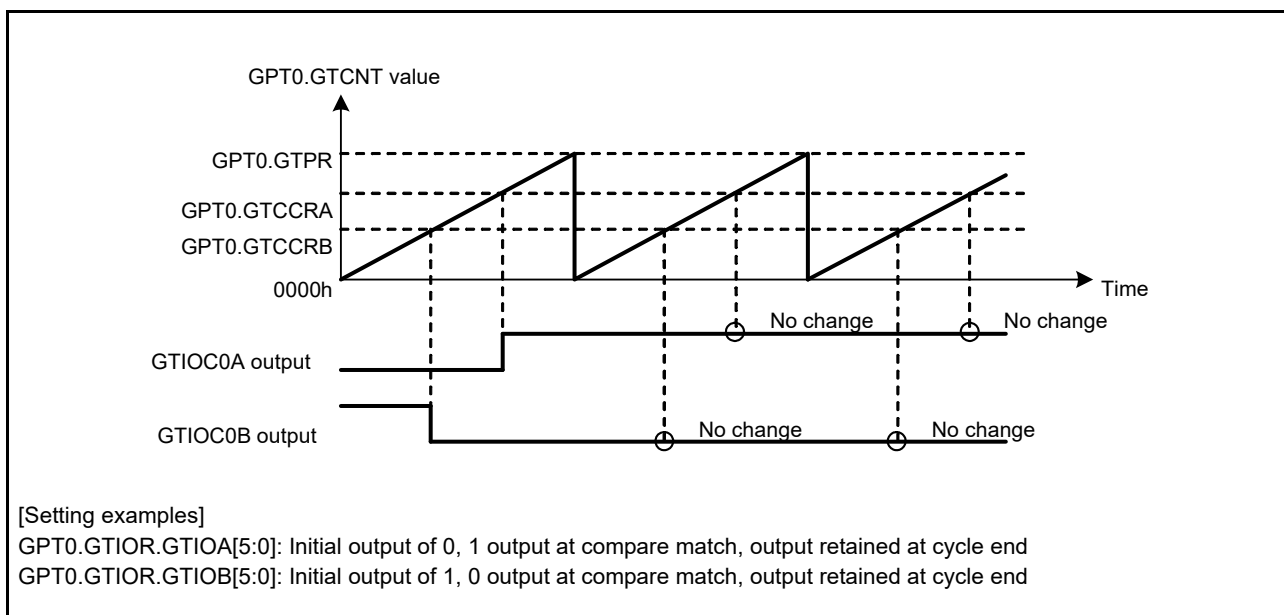 GPT0.GTCNT value
GPT0.GTPR
GPT0.GTCCRA
GPT0.GTCCRB
0000h
Time
No change
No change
GTIOC0A output
GTIOC0B output
No change
No change
[Setting examples]
GPT0.GTIOR.GTIOA[5:0]: Initial output of 0, 1 output at compare match, output retained at cycle end
GPT0.GTIOR.GTIOB[5:0]: Initial output of 1, 0 output at compare match, output retained at cycle end